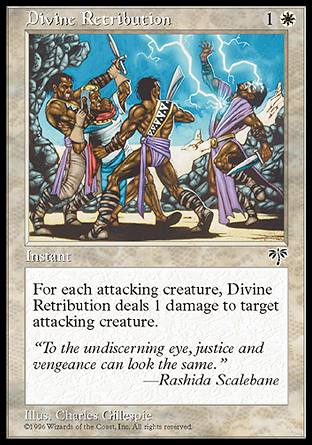 Divine Retribution 1
Instant
For each attacking creature, Divine
Retribution deals 1 damage to target
attacking creature.
"To the undiscerning eye, justice and
vengeance can look the same."
—Rashida Scalebane
Illus. Charles Gillespie
©1996 Wizards of the Coast, Inc. All rights reserved.